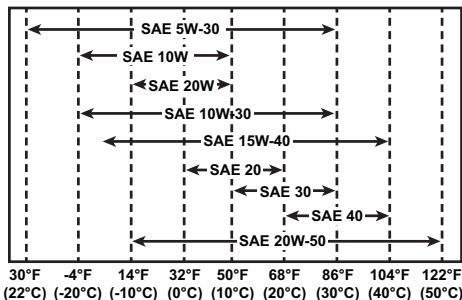 SAE 5W-30
SAE 10W
SAE 20W
SAE 10W-30
SAE 15W-40
SAE 20
SAE 30
SAE 40
SAE 20W-50
30°F -4°F 14°F 32°F 50°F 68°F 86°F 104°F 122°F
(22°C) (-20°C) (-10°C) (0°C) (10°C) (20°C) (30°C) (40°C) (50°C)